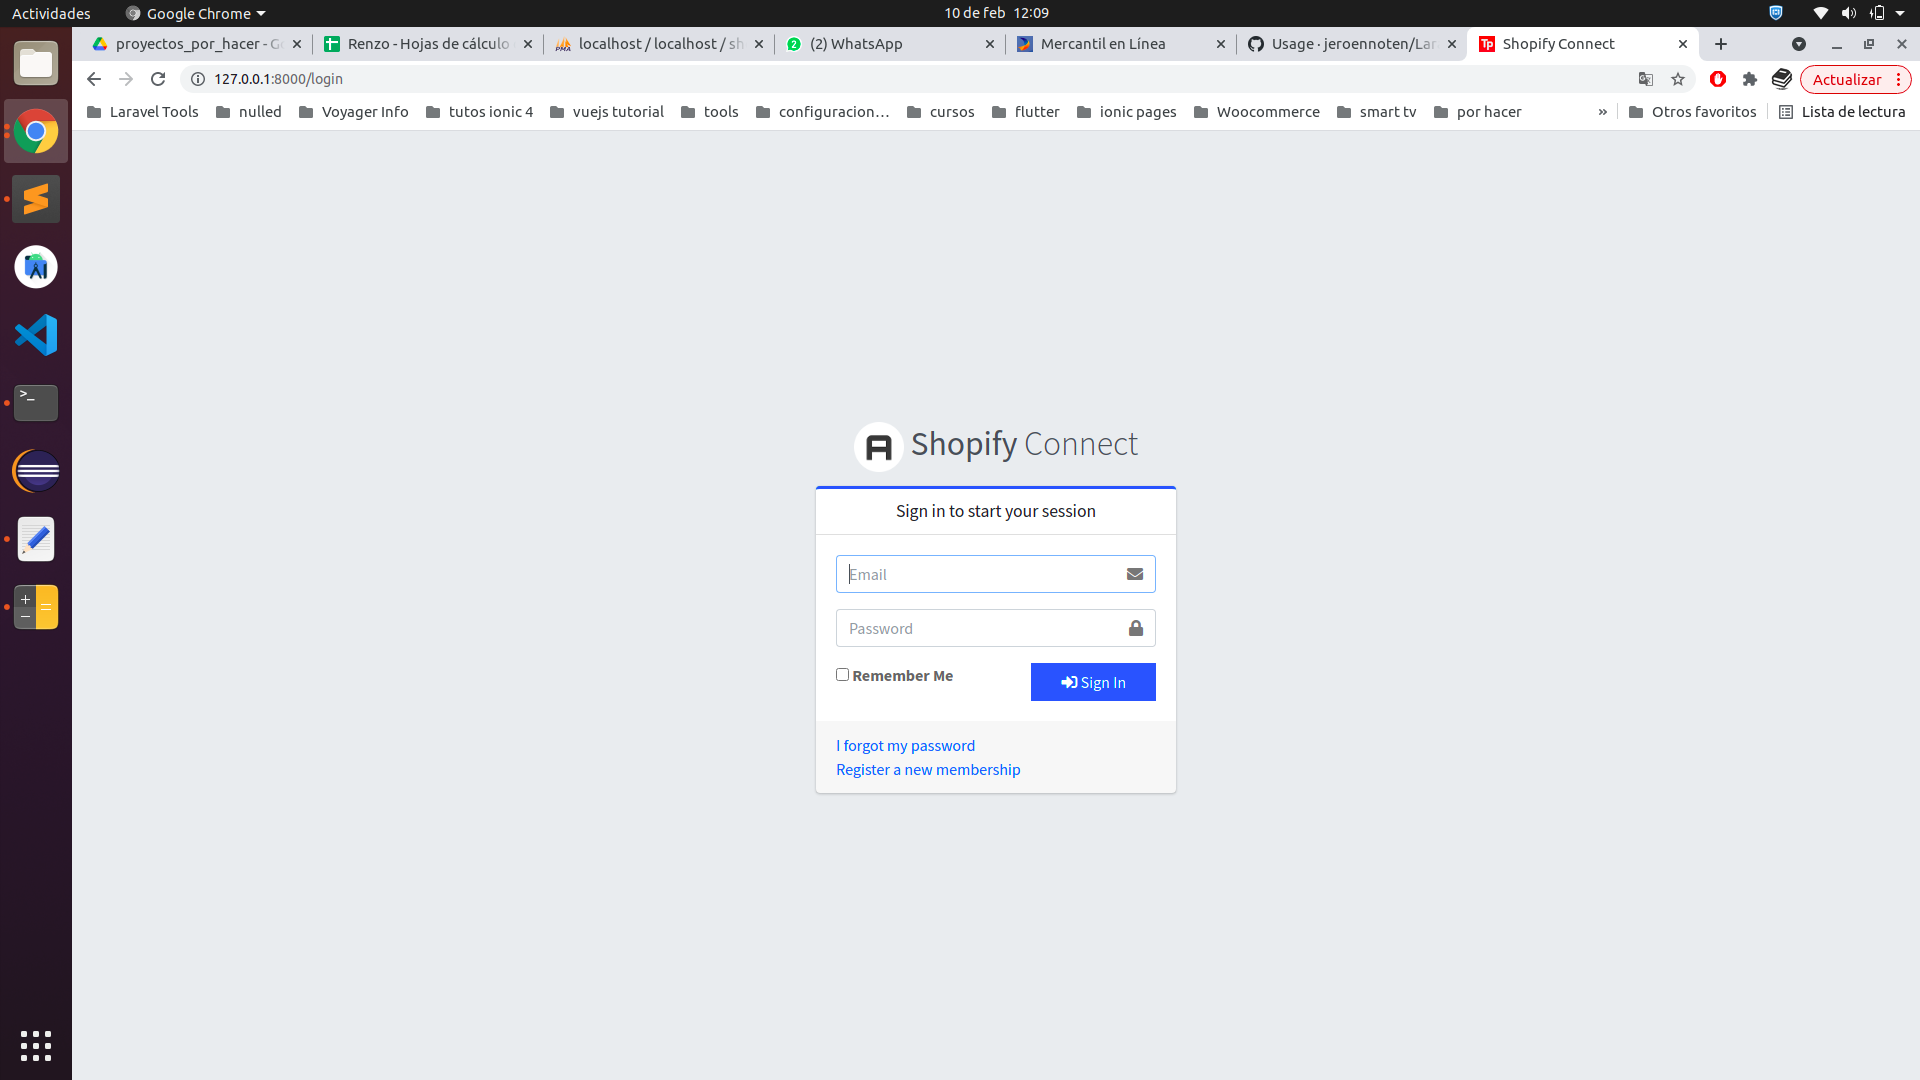 Actividades
Google Chrome
10 de feb 12:09
proyectos_por_hacer - Go
Renzo - Hojas de cálculo
localhost / localhost / sh
(2) WhatsApp
Mercantil en Línea
Usage · jeroennoten/Lar
Shopify Connect
127.0.0.1:8000/login
Actualizar
Laravel Tools
nulled
Voyager Info
tutos ionic 4
vuejs tutorial
tools
configuracion…
cursos
flutter
ionic pages
Woocommerce
smart tv
por hacer
»
Otros favoritos
Lista de lectura
Shopify Connect
Sign in to start your session
Email
Password
Remember Me
Sign In
I forgot my password
Register a new membership